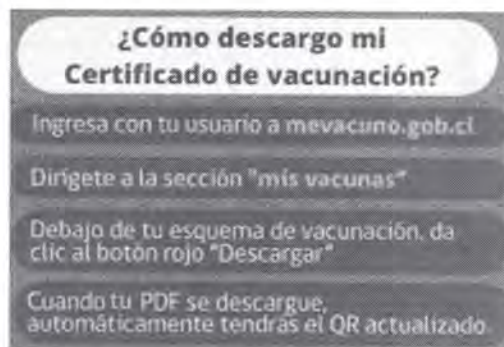 ¿Cómo descargo mi
Certificado de vacunación?
Ingresa con tu usuario a mevacuno.gob.cl
Dirígete a la sección "mis vacunas"
Debajo de tu esquema de vacunación, da
clic al botón rojo "Descargar"
Cuando tu PDF se descargue,
automáticamente tendrás el QR actualizado